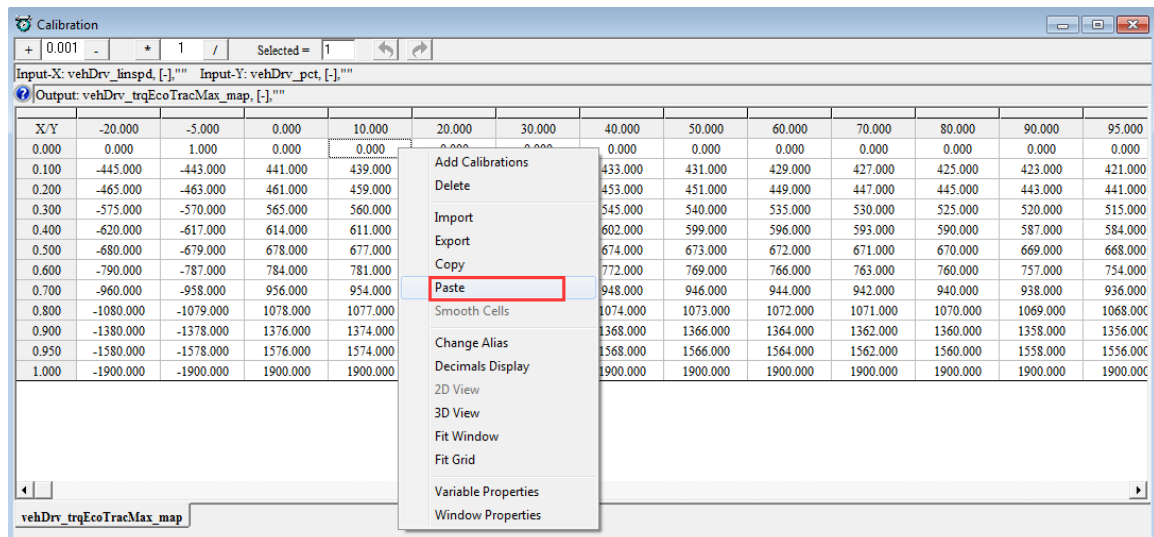 Calibration
+ 0.001 - * 1 / Selected = 1
Input-X: vehDrv_linspd, [-],"" Input-Y: vehDrv_pct, [-],""
Output: vehDrv_trqEcoTracMax_map, [-],""
X/Y -20.000 -5.000 0.000 10.000 20.000 30.000 40.000 50.000 60.000 70.000 80.000 90.000 95.000
0.000 0.000 1.000 0.000 0.000 0.000 0.000 0.000 0.000 0.000 0.000 0.000 0.000 0.000
0.100 -445.000 -443.000 441.000 439.000 433.000 431.000 429.000 427.000 425.000 423.000 421.000
0.200 -465.000 -463.000 461.000 459.000 453.000 451.000 449.000 447.000 445.000 443.000 441.000
0.300 -575.000 -570.000 565.000 560.000 545.000 540.000 535.000 530.000 525.000 520.000 515.000
0.400 -620.000 -617.000 614.000 611.000 602.000 599.000 596.000 593.000 590.000 587.000 584.000
0.500 -680.000 -679.000 678.000 677.000 674.000 673.000 672.000 671.000 670.000 669.000 668.000
0.600 -790.000 -787.000 784.000 781.000 772.000 769.000 766.000 763.000 760.000 757.000 754.000
0.700 -960.000 -958.000 956.000 954.000 948.000 946.000 944.000 942.000 940.000 938.000 936.000
0.800 -1080.000 -1079.000 1078.000 1077.000 1074.000 1073.000 1072.000 1071.000 1070.000 1069.000 1068.000
0.900 -1380.000 -1378.000 1376.000 1374.000 1368.000 1366.000 1364.000 1362.000 1360.000 1358.000 1356.000
0.950 -1580.000 -1578.000 1576.000 1574.000 1568.000 1566.000 1564.000 1562.000 1560.000 1558.000 1556.000
1.000 -1900.000 -1900.000 1900.000 1900.000 1900.000 1900.000 1900.000 1900.000 1900.000 1900.000 1900.000
Add Calibrations
Delete
Import
Export
Copy
Paste
Smooth Cells
Change Alias
Decimals Display
2D View
3D View
Fit Window
Fit Grid
Variable Properties
Window Properties
vehDrv_trqEcoTracMax_map